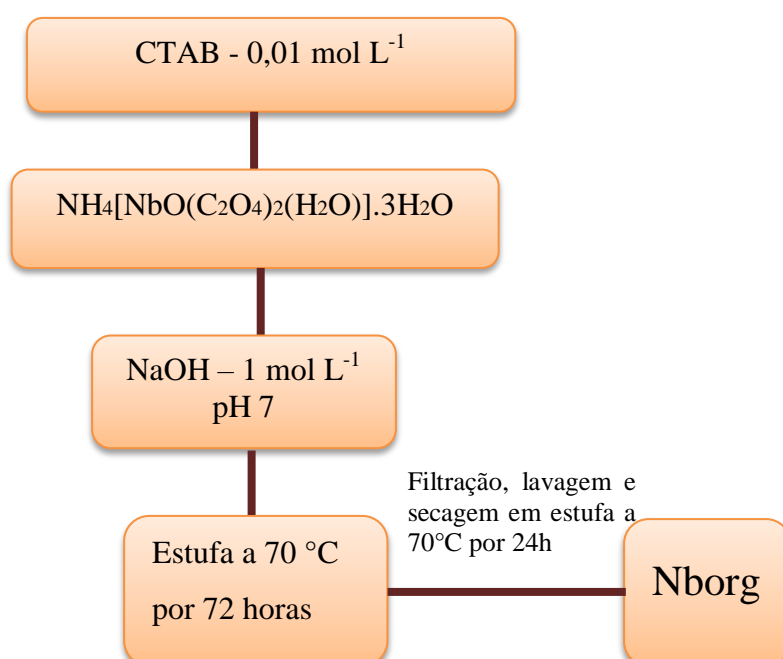 CTAB - 0,01 mol L⁻¹
NH₄[NbO(C₂O₄)₂(H₂O)].3H₂O
NaOH – 1 mol L⁻¹
pH 7
Filtração, lavagem e
secagem em estufa a
70°C por 24h
Estufa a 70 °C
por 72 horas
Nborg